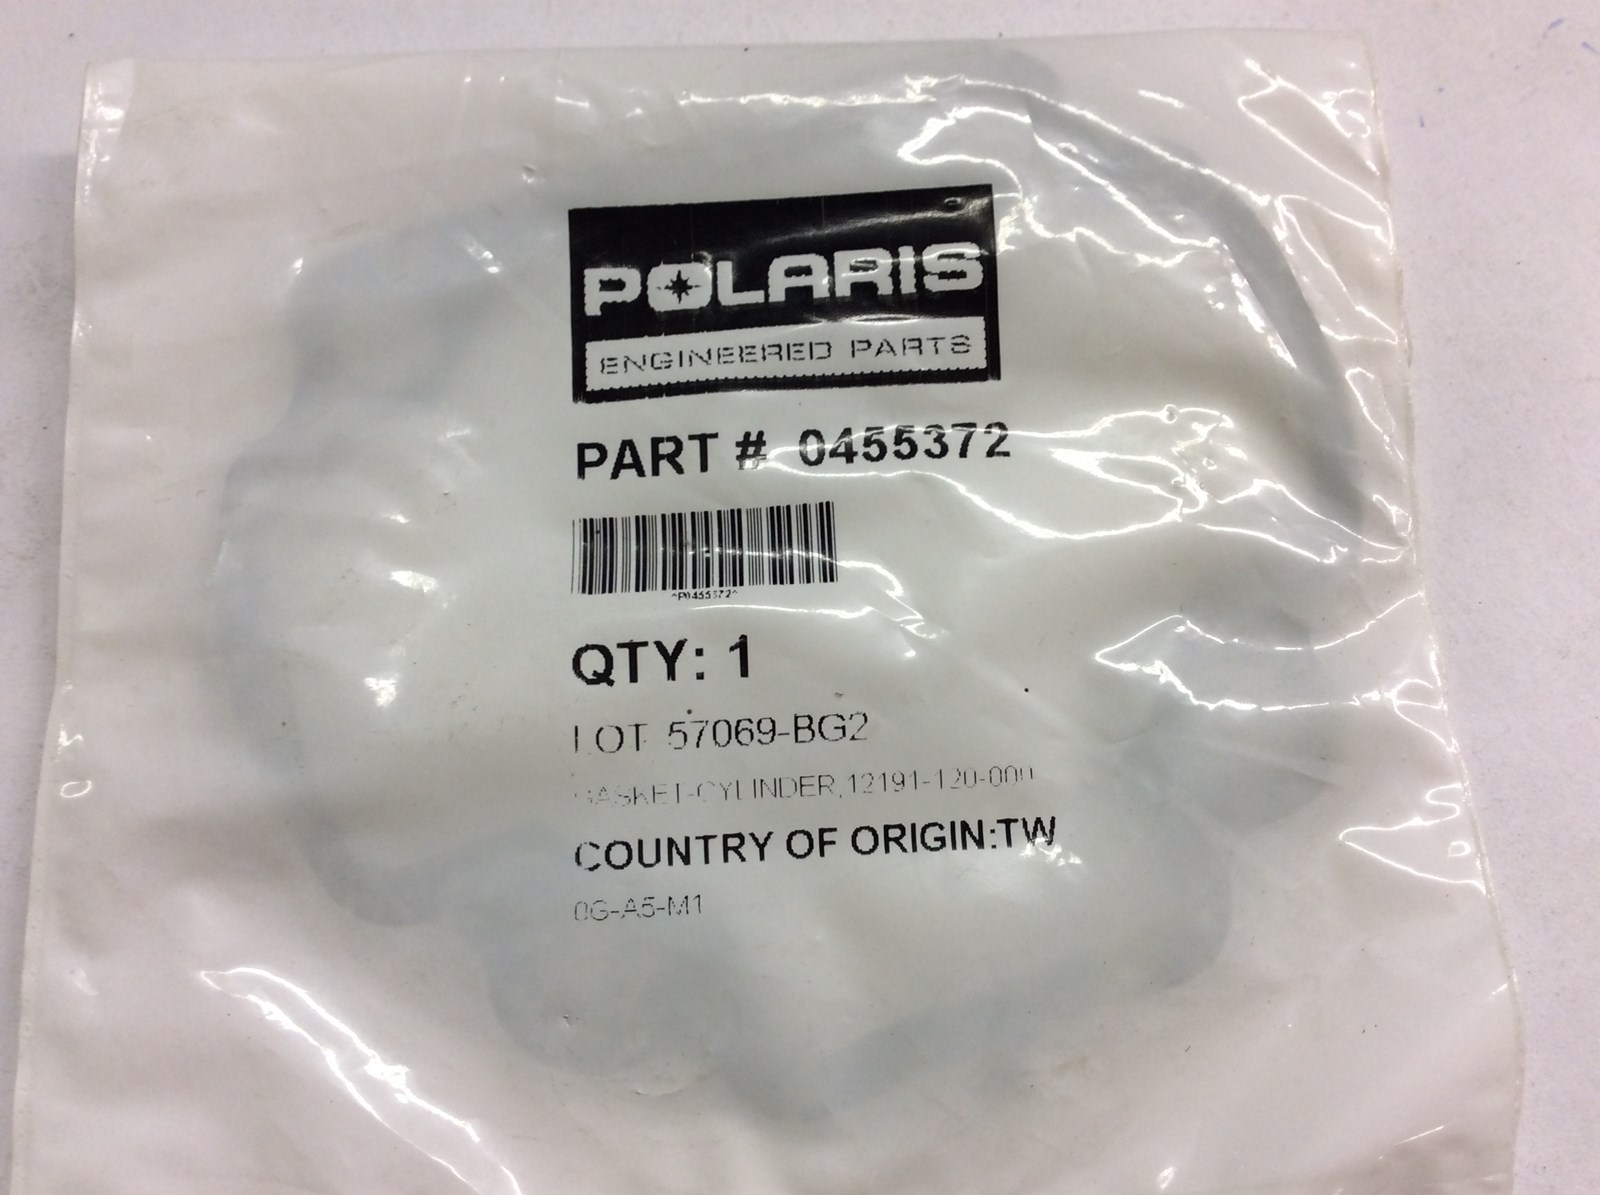 POLARIS
ENGINEERED PARTS
PART # 0455372
*P0455372*
QTY: 1
LOT 57069-BG2
GASKET-CYLINDER,12191-120-000
COUNTRY OF ORIGIN:TW
0G-A5-M1